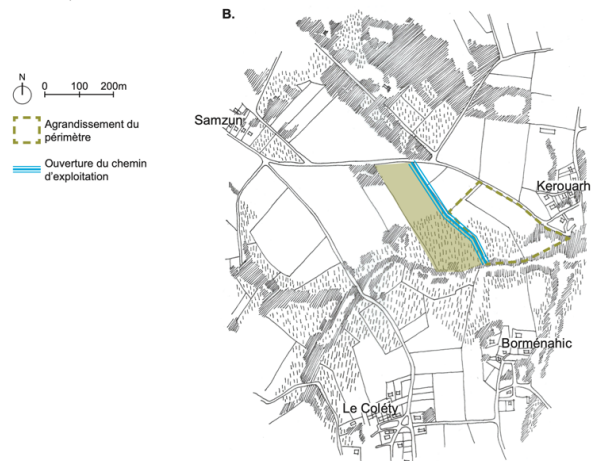 B.
N
0 100 200m
Agrandissement du
périmètre
Ouverture du chemin
d'exploitation
Samzun
Kerouarh
Borménahic
Le Coléty